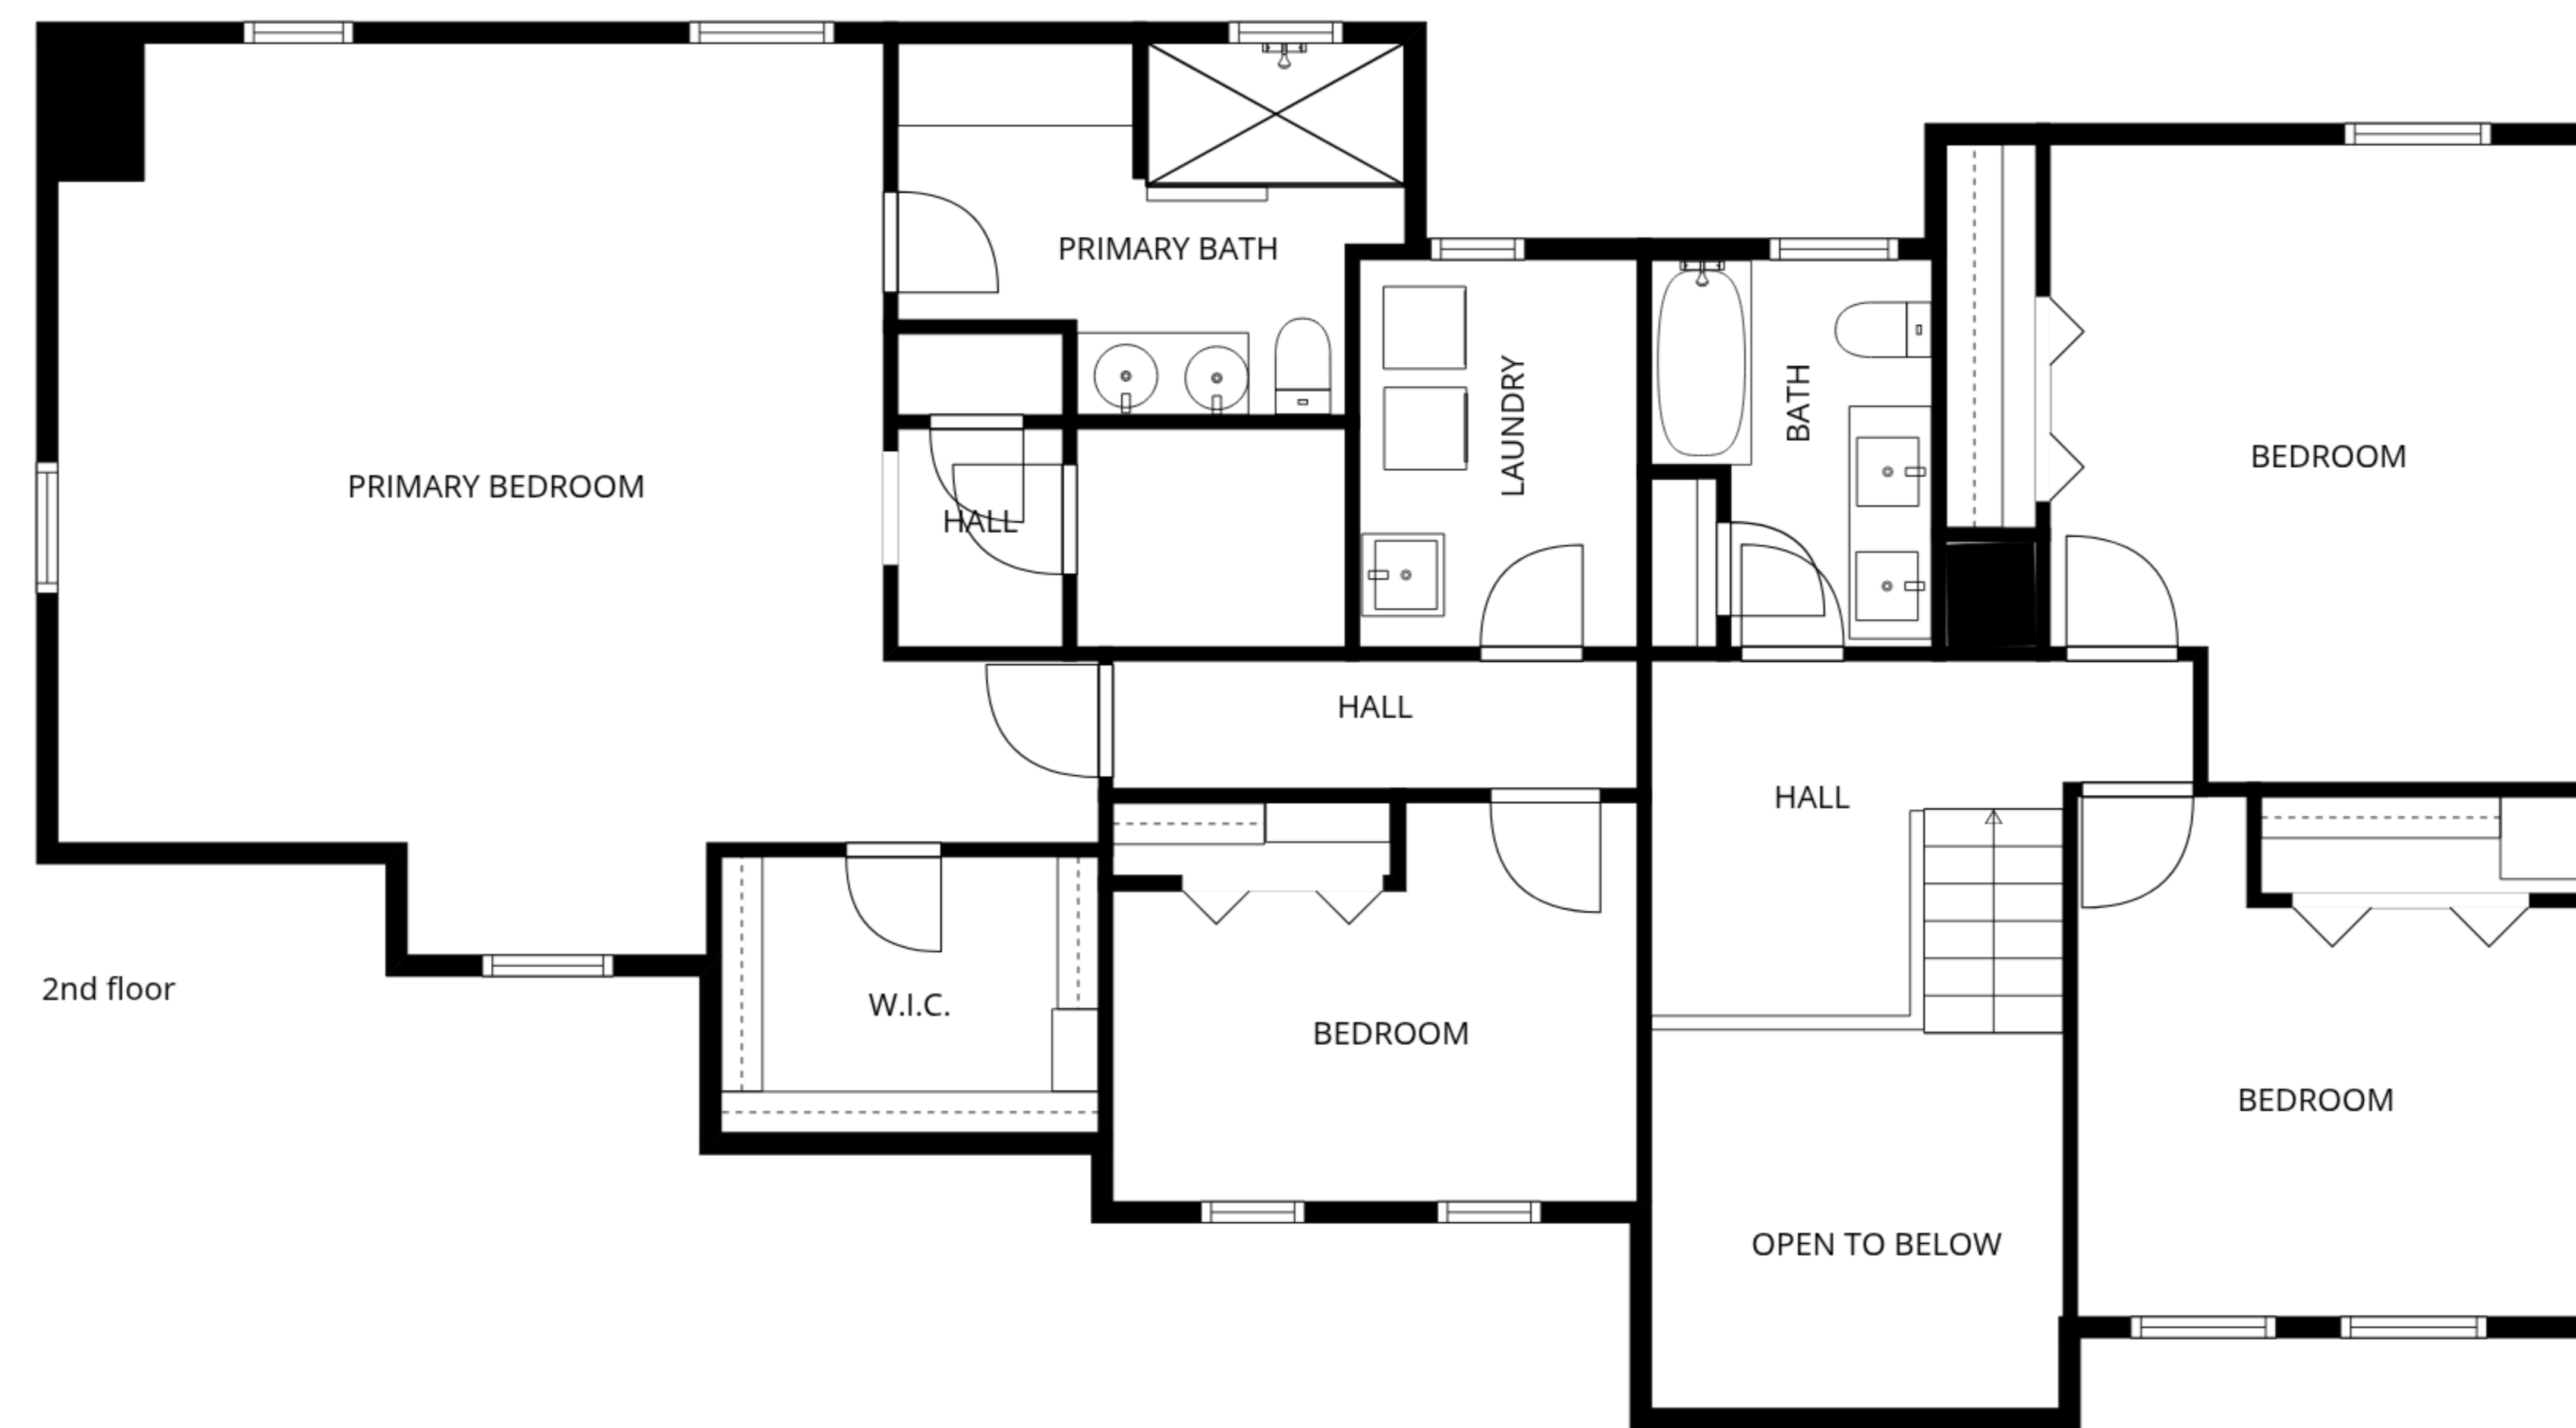 PRIMARY BATH
LAUNDRY
BATH
BEDROOM
PRIMARY BEDROOM
HALL
HALL
HALL
2nd floor
W.I.C.
BEDROOM
BEDROOM
OPEN TO BELOW